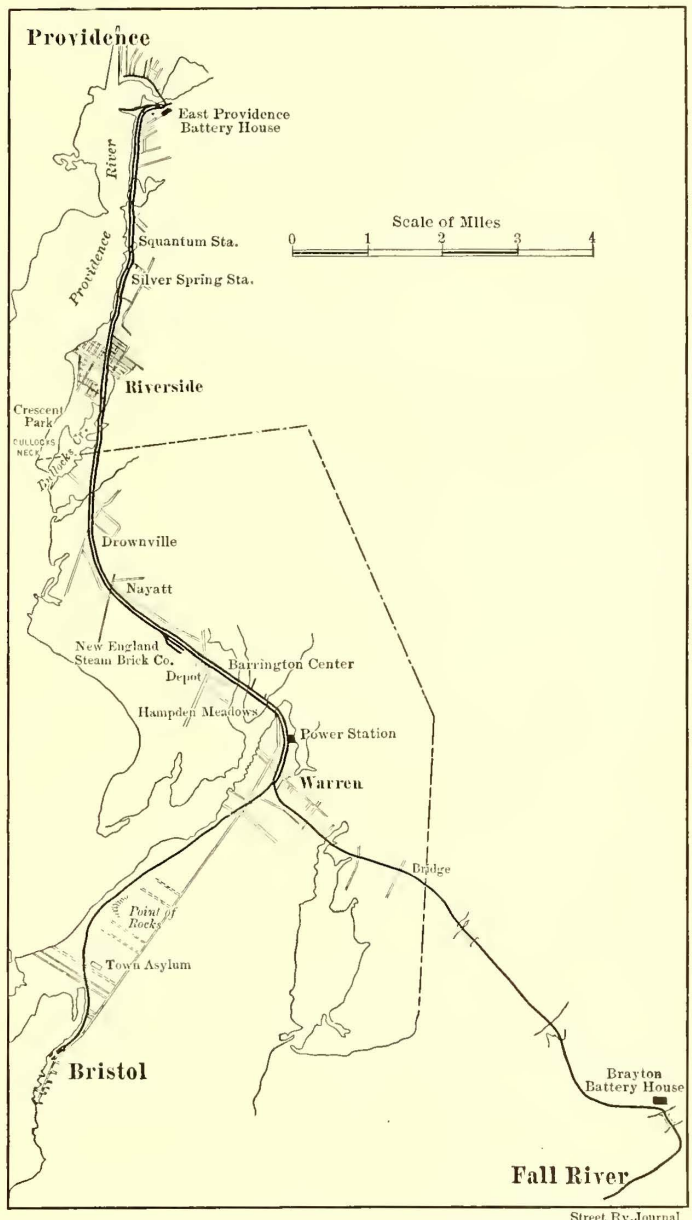 Providence
East Providence
Battery House
River
Providence
Scale of Miles
0 1 2 3 4
Squantum Sta.
Silver Spring Sta.
Riverside
Crescent
Park
BULLOCKS
NECK
Bullocks Cr.
Drownville
Nayatt
New England
Steam Brick Co.
Depot
Barrington Center
Hampden Meadows
Power Station
Warren
Bridge
Point of
Rocks
Town Asylum
Bristol
Brayton
Battery House
Fall River
Street Ry. Journal